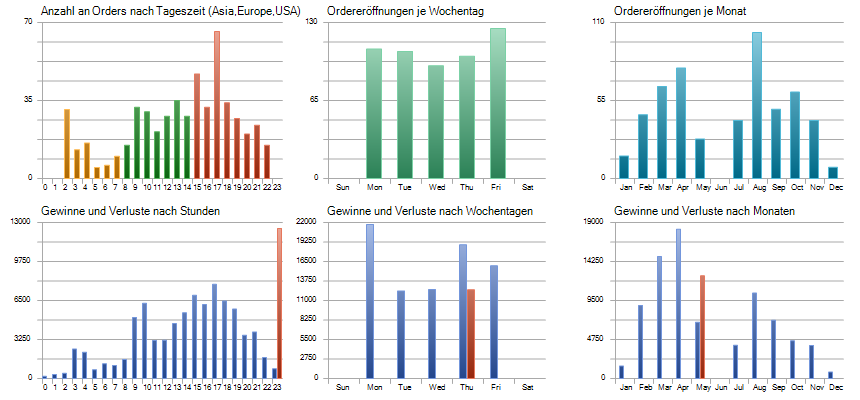 Anzahl an Orders nach Tageszeit (Asia,Europe,USA)
70
35
0
0 1 2 3 4 5 6 7 8 9 10 11 12 13 14 15 16 17 18 19 20 21 22 23
Ordereröffnungen je Wochentag
130
65
0
Sun Mon Tue Wed Thu Fri Sat
Ordereröffnungen je Monat
110
55
0
Jan Feb Mar Apr May Jun Jul Aug Sep Oct Nov Dec
Gewinne und Verluste nach Stunden
13000
9750
6500
3250
0
0 1 2 3 4 5 6 7 8 9 10 11 12 13 14 15 16 17 18 19 20 21 22 23
Gewinne und Verluste nach Wochentagen
22000
19250
16500
13750
11000
8250
5500
2750
0
Sun Mon Tue Wed Thu Fri Sat
Gewinne und Verluste nach Monaten
19000
14250
9500
4750
0
Jan Feb Mar Apr May Jun Jul Aug Sep Oct Nov Dec